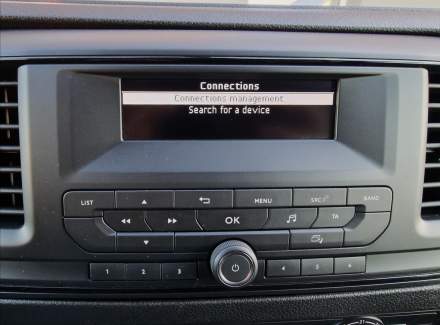 Connections
Connections management
Search for a device
LIST
MENU
SRC/
BAND
OK
TA
1 2 3 4 5 6